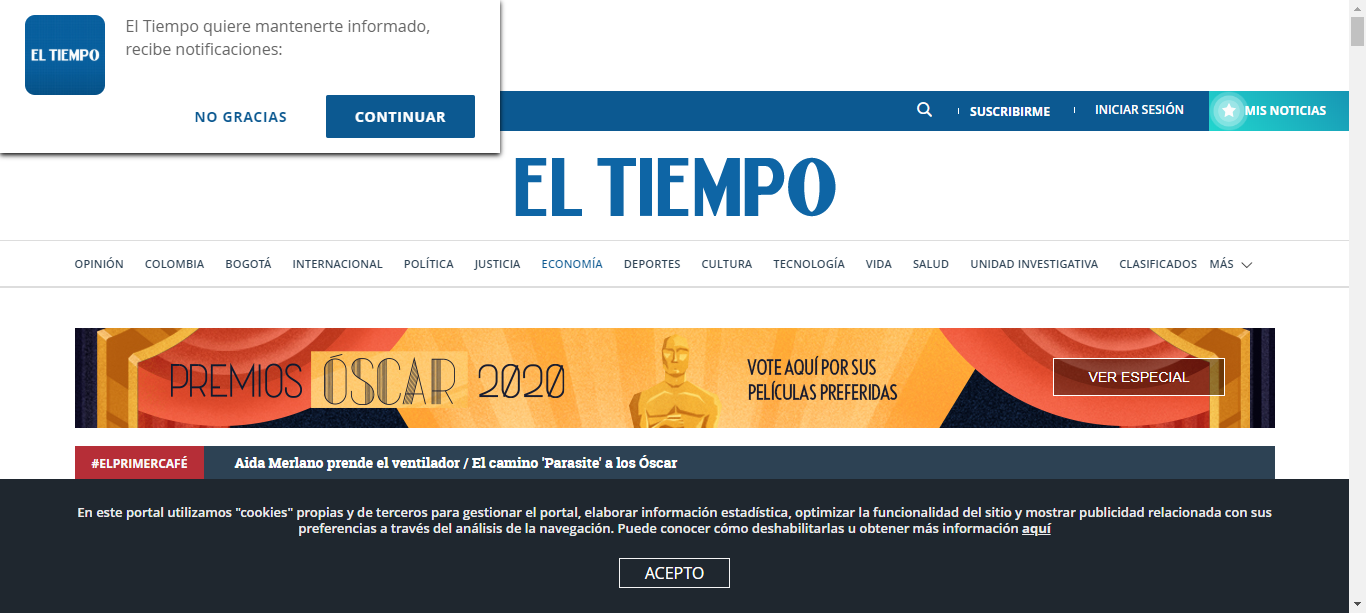 EL TIEMPO
El Tiempo quiere mantenerte informado,
recibe notificaciones:
NO GRACIAS
CONTINUAR
SUSCRIBIRME
INICIAR SESIÓN
MIS NOTICIAS
EL TIEMPO
OPINIÓN COLOMBIA BOGOTÁ INTERNACIONAL POLÍTICA JUSTICIA ECONOMÍA DEPORTES CULTURA TECNOLOGÍA VIDA SALUD UNIDAD INVESTIGATIVA CLASIFICADOS MÁS
PREMIOS ÓSCAR 2020
VOTE AQUÍ POR SUS
PELÍCULAS PREFERIDAS
VER ESPECIAL
#ELPRIMERCAFÉ
Aida Merlano prende el ventilador / El camino 'Parasite' a los Óscar
En este portal utilizamos "cookies" propias y de terceros para gestionar el portal, elaborar información estadística, optimizar la funcionalidad del sitio y mostrar publicidad relacionada con sus
preferencias a través del análisis de la navegación. Puede conocer cómo deshabilitarlas u obtener más información aquí
ACEPTO